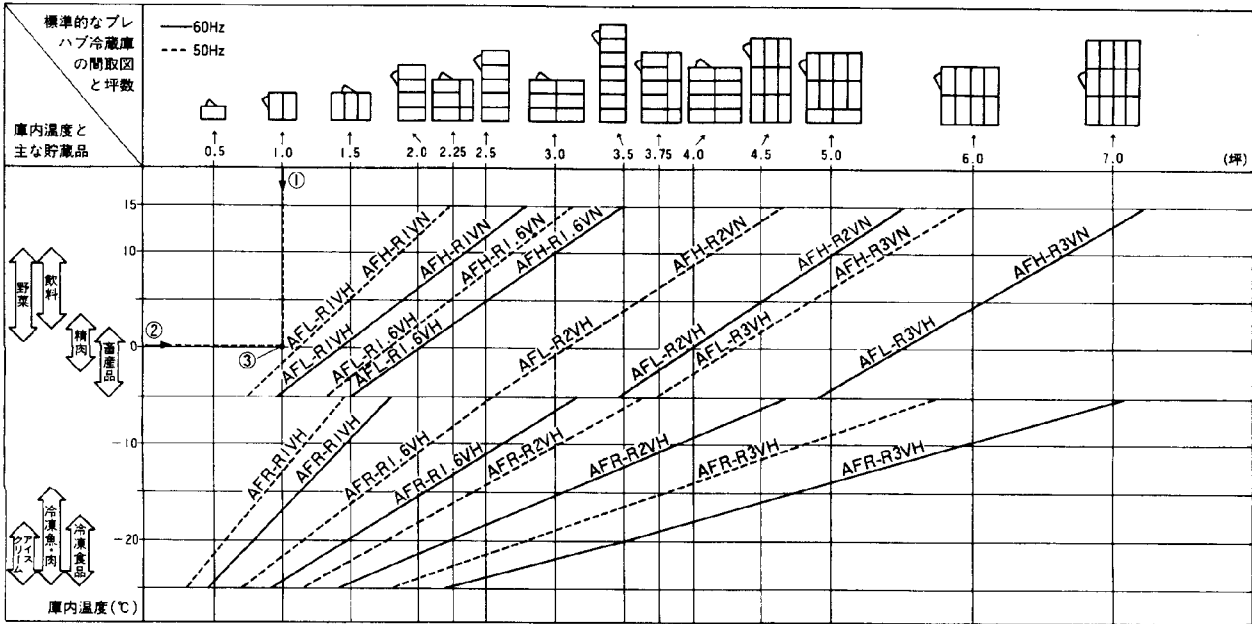 標準的なプレ
ハブ冷蔵庫
の間取図
と坪数
庫内温度と
主な貯蔵品
60Hz
50Hz
0.5
1.0
1.5
2.0
2.25
2.5
3.0
3.5
3.75
4.0
4.5
5.0
6.0
7.0
(坪)
①
15
10
0
-10
-20
②
③
野菜
飲料
精肉
畜産品
アイスクリーム
冷凍魚・肉
冷凍食品
AFH-R1VN
AFH-R1VN
AFH-R1.6VN
AFH-R1.6VN
AFH-R2VN
AFH-R2VN
AFH-R3VN
AFH-R3VN
AFL-R1VH
AFL-R1VH
AFL-R1.6VH
AFL-R1.6VH
AFL-R2VH
AFL-R2VH
AFL-R3VH
AFL-R3VH
AFR-R1VH
AFR-R1VH
AFR-R1.6VH
AFR-R1.6VH
AFR-R2VH
AFR-R2VH
AFR-R3VH
AFR-R3VH
庫内温度(℃)